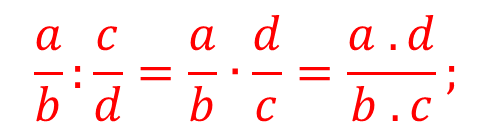 a/b : c/d = a/b · d/c = a . d / b . c ;